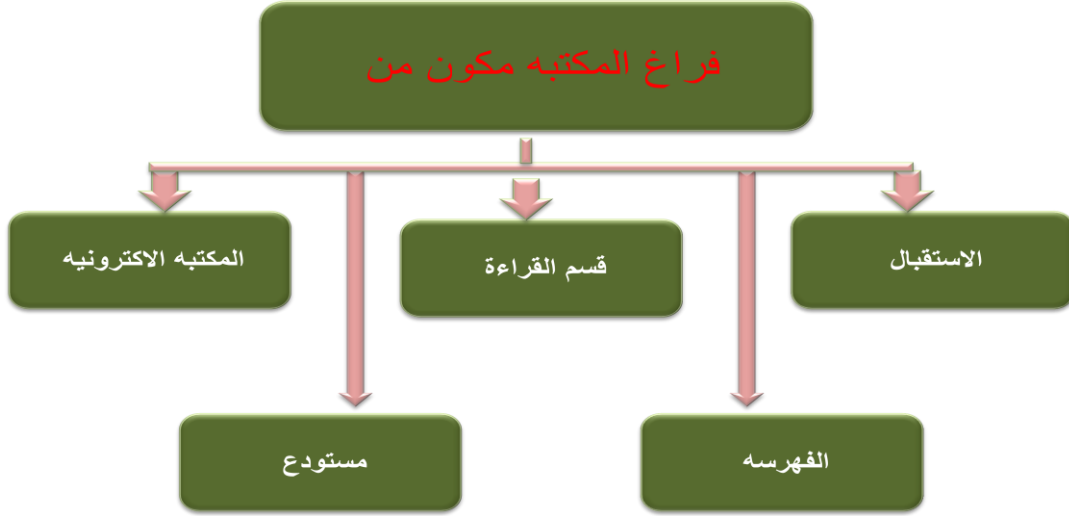 فراغ المكتبه مكون من
الاستقبال
قسم القراءة
المكتبه الاكترونيه
الفهرسه
مستودع